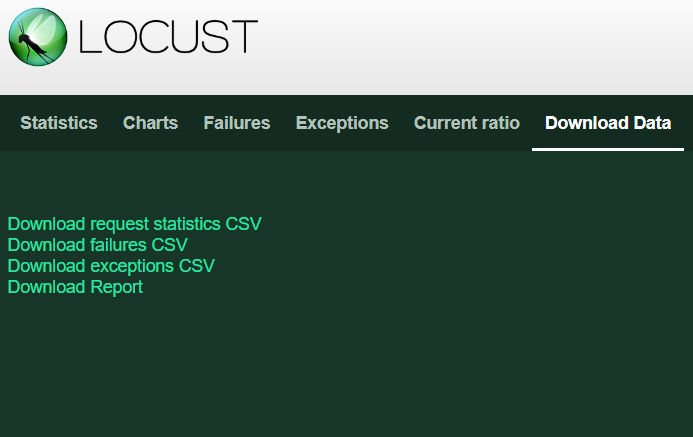 LOCUST
Statistics Charts Failures Exceptions Current ratio Download Data
Download request statistics CSV
Download failures CSV
Download exceptions CSV
Download Report